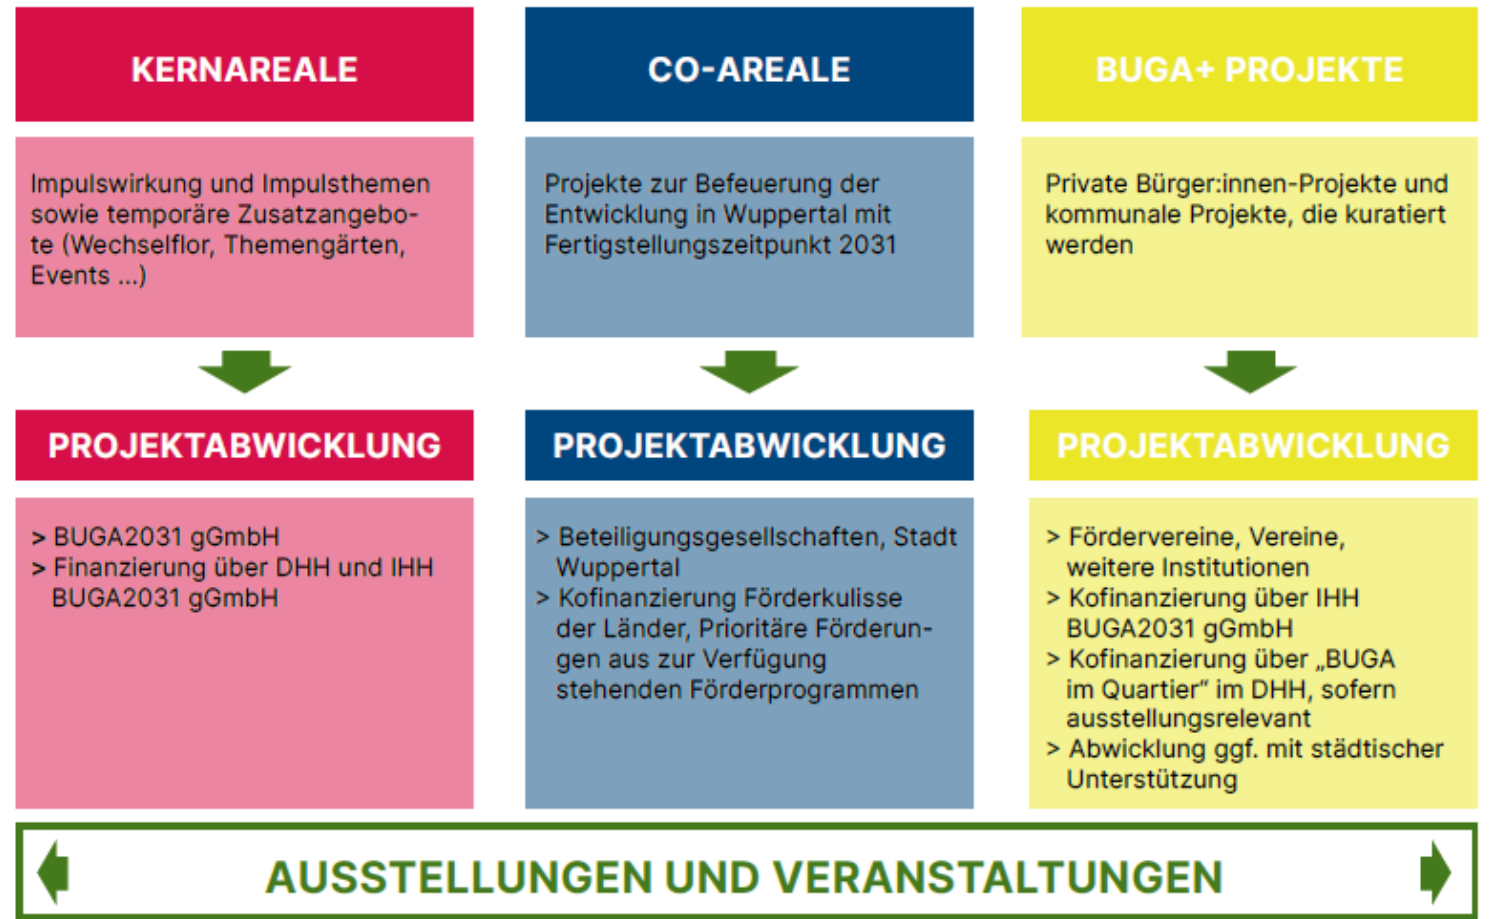 KERNAREALE
Impulswirkung und Impulsthemen
sowie temporäre Zusatzangebo-
te (Wechselflor, Themengärten,
Events ...)
PROJEKTABWICKLUNG
> BUGA2031 gGmbH
> Finanzierung über DHH und IHH
BUGA2031 gGmbH
CO-AREALE
Projekte zur Befeuerung der
Entwicklung in Wuppertal mit
Fertigstellungszeitpunkt 2031
PROJEKTABWICKLUNG
> Beteiligungsgesellschaften, Stadt
Wuppertal
> Kofinanzierung Förderkulisse
der Länder, Prioritäre Förderun-
gen aus zur Verfügung
stehenden Förderprogrammen
BUGA+ PROJEKTE
Private Bürger:innen-Projekte und
kommunale Projekte, die kuratiert
werden
PROJEKTABWICKLUNG
> Fördervereine, Vereine,
weitere Institutionen
> Kofinanzierung über IHH
BUGA2031 gGmbH
> Kofinanzierung über „BUGA
im Quartier“ im DHH, sofern
ausstellungsrelevant
> Abwicklung ggf. mit städtischer
Unterstützung
AUSSTELLUNGEN UND VERANSTALTUNGEN